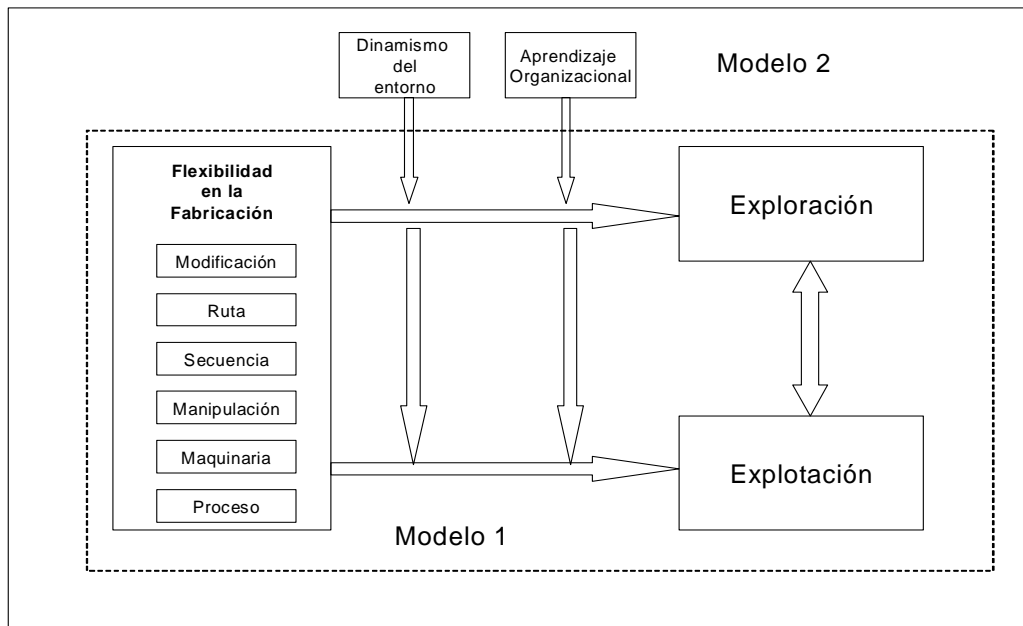 Dinamismo
del
entorno
Aprendizaje
Organizacional
Modelo 2
Flexibilidad
en la
Fabricación
Modificación
Ruta
Secuencia
Manipulación
Maquinaria
Proceso
Exploración
Explotación
Modelo 1